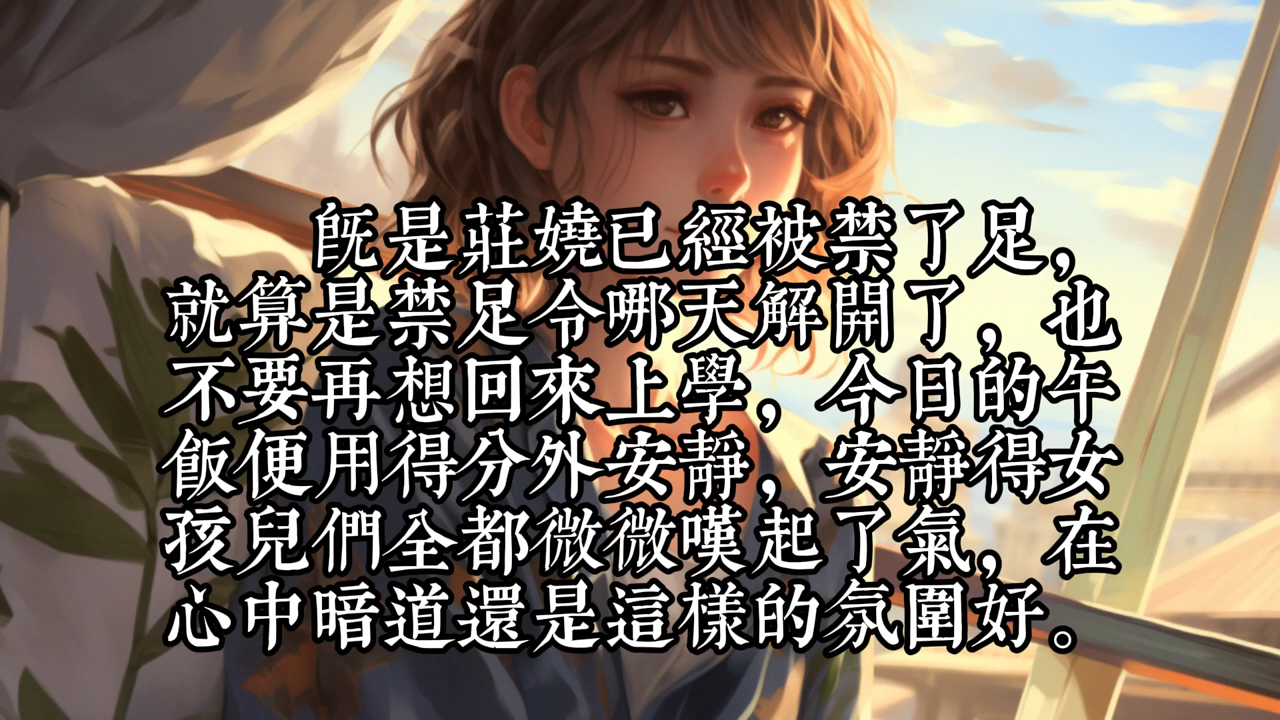 既是莊嬈已經被禁了足，
就算是禁足令哪天解開了，也
不要再想回來上學，今日的午
飯便用得分外安靜，安靜得女
孩兒們全都微微嘆起了氣，在
心中暗道還是這樣的氛圍好。